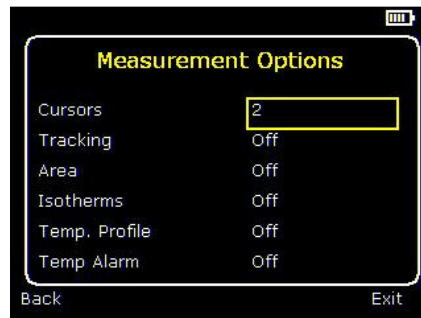 Measurement Options
Cursors 2
Tracking Off
Area Off
Isotherms Off
Temp. Profile Off
Temp Alarm Off
Back Exit